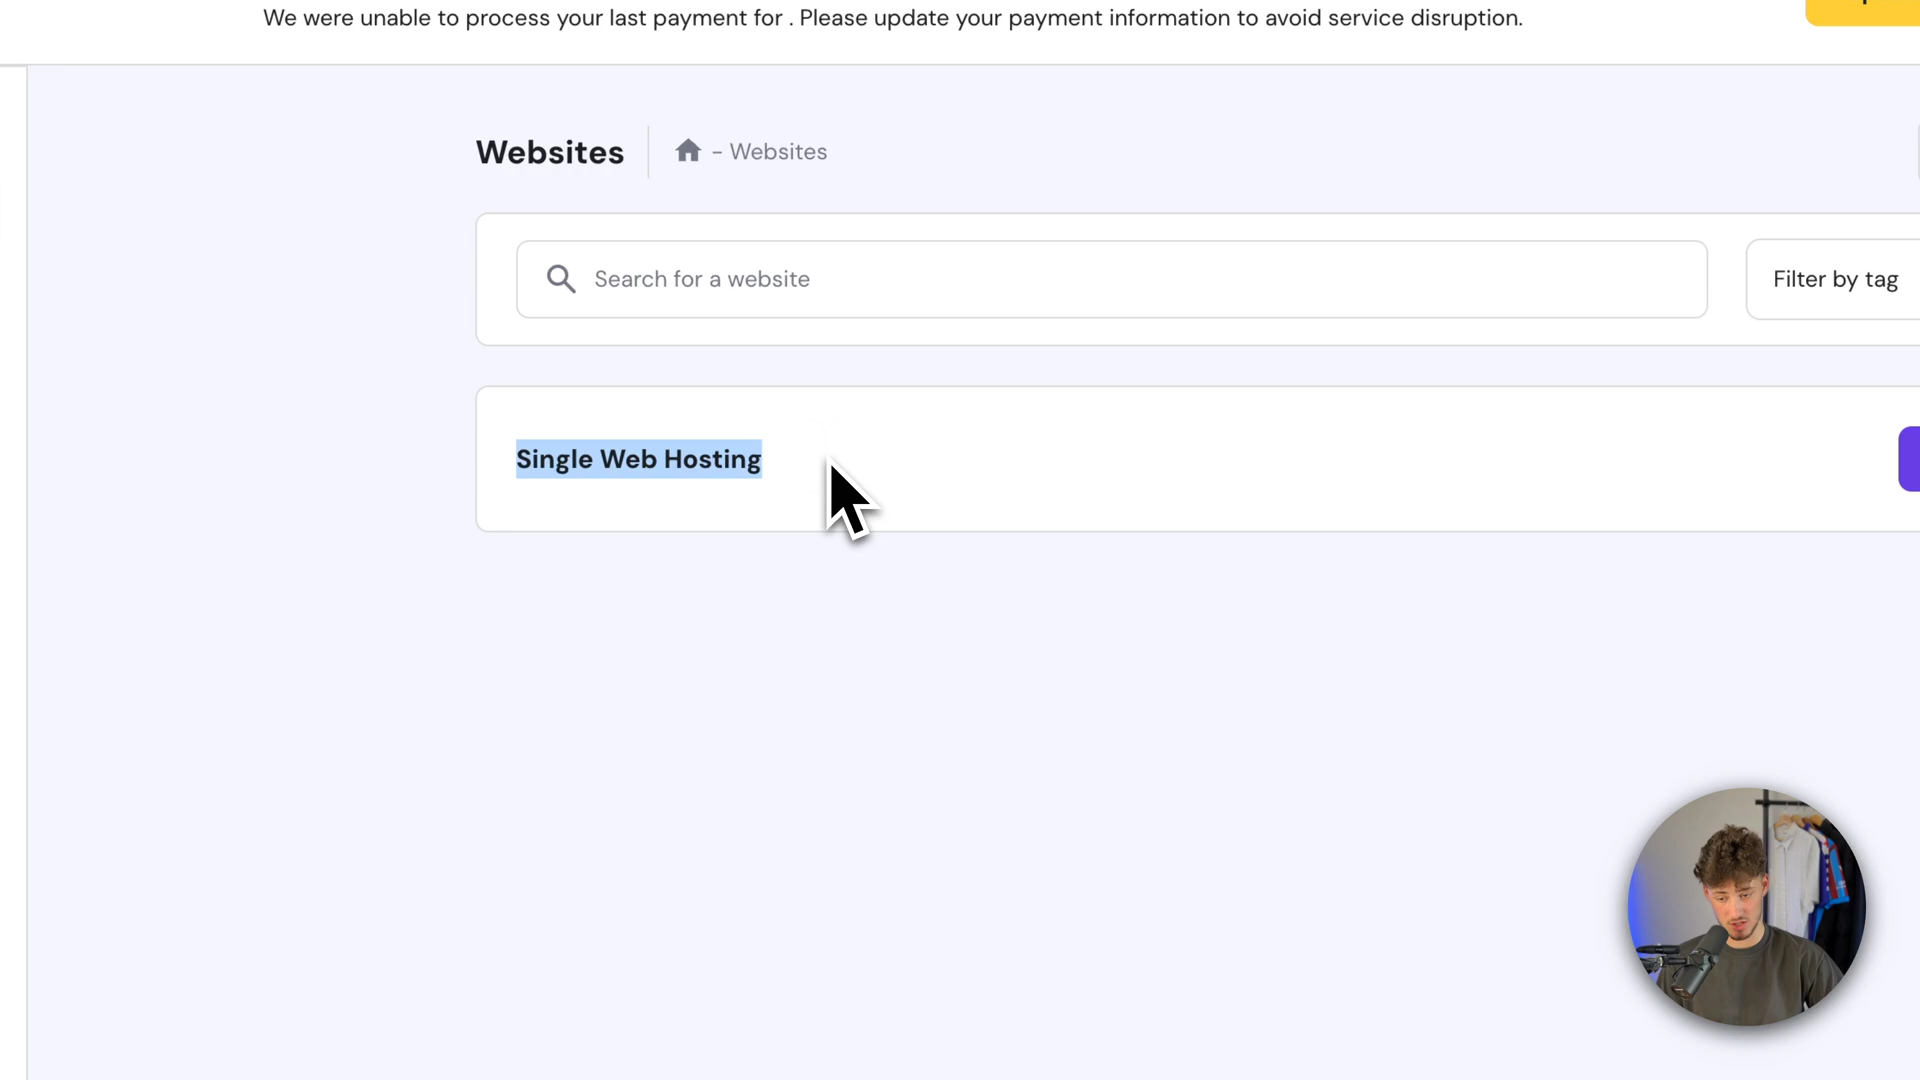 We were unable to process your last payment for . Please update your payment information to avoid service disruption.
Websites
- Websites
Search for a website
Filter by tag
Single Web Hosting